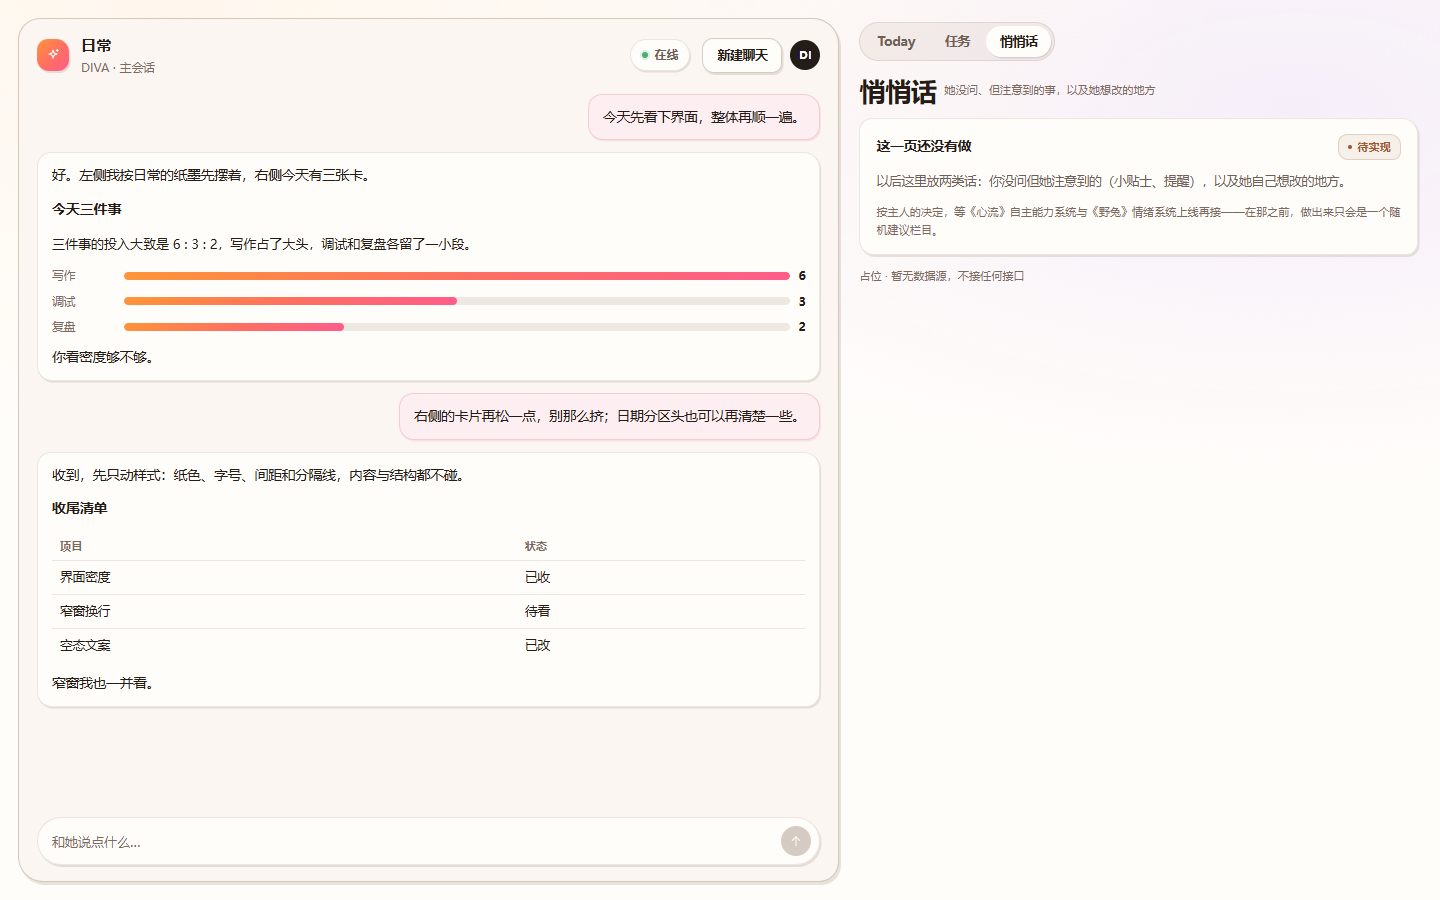 日常
DIVA · 主会话
在线
新建聊天
DI
今天先看下界面，整体再顺一遍。
好。左侧我按日常的纸墨先摆着，右侧今天有三张卡。
今天三件事
三件事的投入大致是 6 : 3 : 2，写作占了大头，调试和复盘各留了一小段。
写作 6
调试 3
复盘 2
你看密度够不够。
右侧的卡片再松一点，别那么挤；日期分区头也可以再清楚一些。
收到，先只动样式：纸色、字号、间距和分隔线，内容与结构都不碰。
收尾清单
项目 状态
界面密度 已收
窄窗换行 待看
空态文案 已改
窄窗我也一并看。
和她说点什么...
Today 任务 悄悄话
悄悄话 她没问、但注意到的事，以及她想改的地方
这一页还没有做
待实现
以后这里放两类话：你没问但她注意到的（小贴士、提醒），以及她自己想改的地方。
按主人的决定，等《心流》自主能力系统与《野兔》情绪系统上线再接——在那之前，做出来只会是一个随
机建议栏目。
占位 · 暂无数据源，不接任何接口